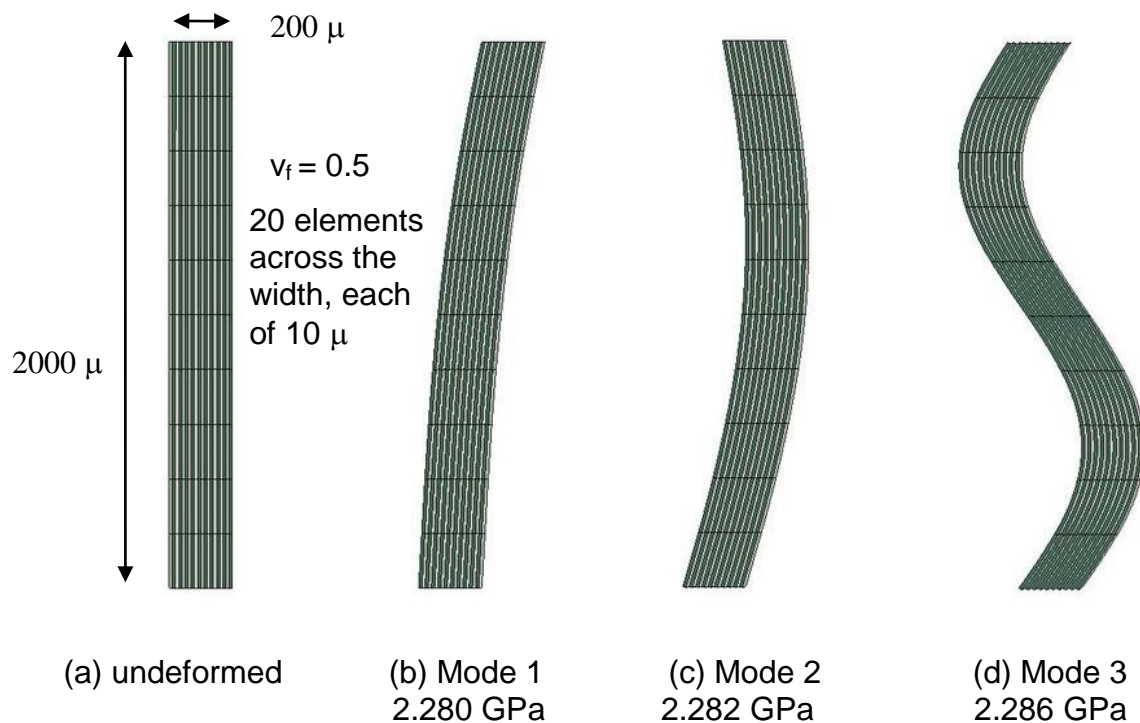 200 μ
v_f = 0.5
20 elements
across the
width, each
of 10 μ
2000 μ
(a) undeformed
(b) Mode 1
2.280 GPa
(c) Mode 2
2.282 GPa
(d) Mode 3
2.286 GPa